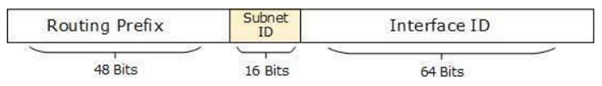 Routing Prefix
Subnet
ID
Interface ID
48 Bits
16 Bits
64 Bits